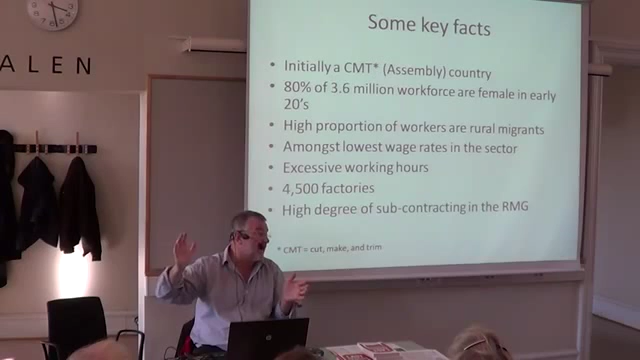 ALEN
Some key facts
• Initially a CMT* (Assembly) country
• 80% of 3.6 million workforce are female in early
20's
• High proportion of workers are rural migrants
• Amongst lowest wage rates in the sector
• Excessive working hours
• 4,500 factories
• High degree of sub-contracting in the RMG
* CMT = cut, make, and trim